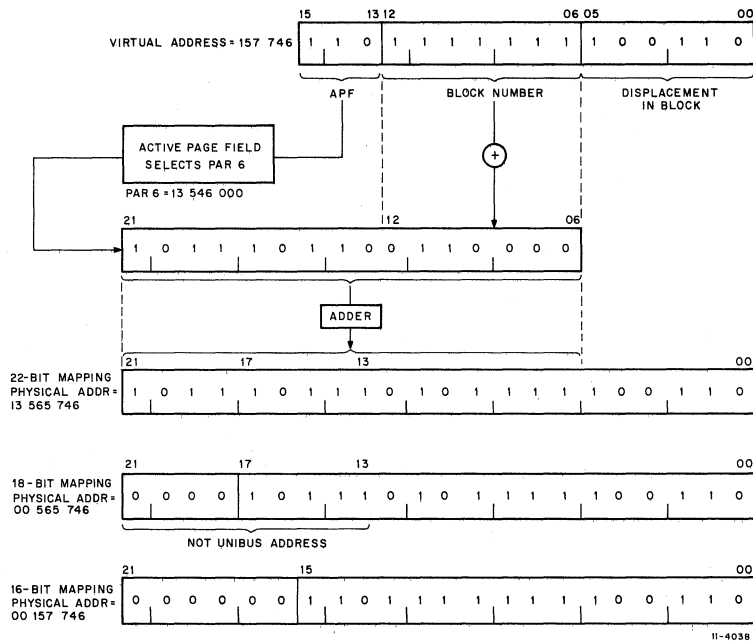 15 13 12 06 05 00
VIRTUAL ADDRESS = 157 746
1 1 0 1 1 1 1 1 1 1 1 0 0 1 1 0
APF
BLOCK NUMBER
DISPLACEMENT
IN BLOCK
ACTIVE PAGE FIELD
SELECTS PAR 6
+
PAR 6 = 13 546 000
21 12 06
1 0 1 1 1 0 1 1 0 0 1 1 0 0 0 0
ADDER
21 17 13 00
22-BIT MAPPING
PHYSICAL ADDR=
13 565 746
1 0 1 1 1 0 1 1 1 0 1 0 1 1 1 1 1 0 0 1 1 0
21 17 13 00
18-BIT MAPPING
PHYSICAL ADDR=
00 565 746
0 0 0 0 1 0 1 1 1 0 1 0 1 1 1 1 1 0 0 1 1 0
NOT UNIBUS ADDRESS
21 15 00
16-BIT MAPPING
PHYSICAL ADDR=
00 157 746
0 0 0 0 0 0 1 1 0 1 1 1 1 1 1 1 1 0 0 1 1 0
11-4038